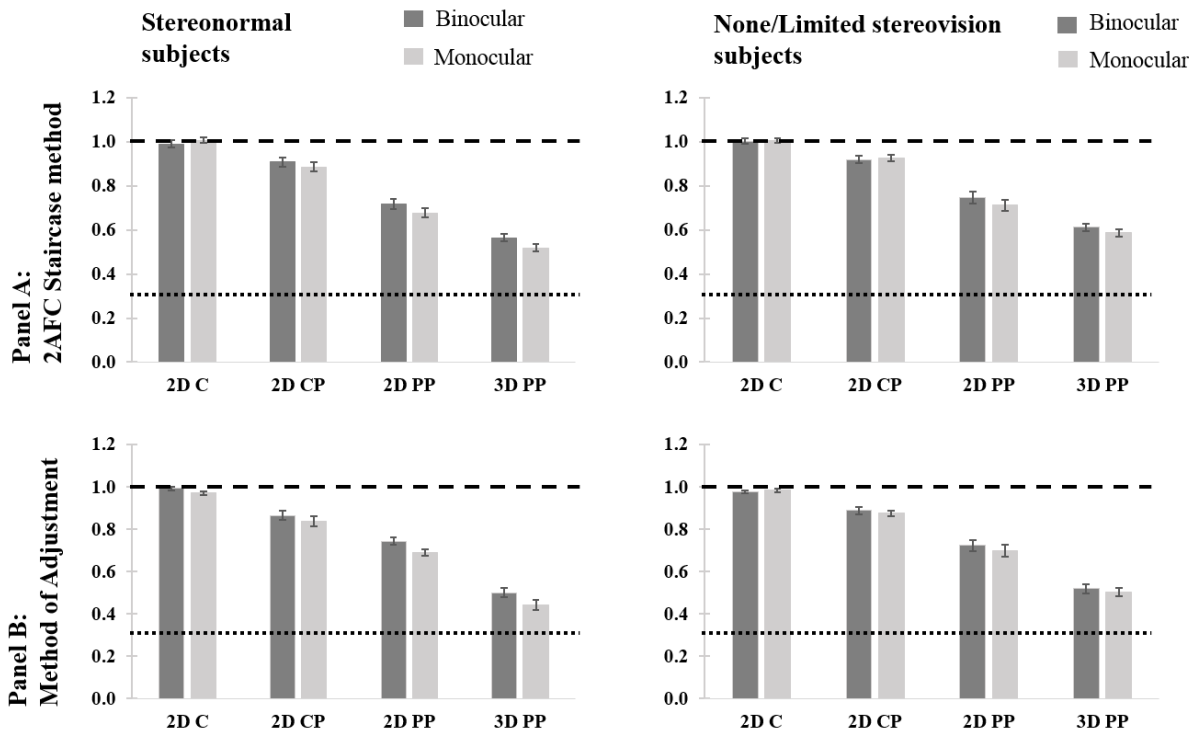 Stereonormal
subjects
Binocular
Monocular
None/Limited stereovision
subjects
Binocular
Monocular
Panel A:
2AFC Staircase method
1.2
1.0
0.8
0.6
0.4
0.2
0.0
2D C
2D CP
2D PP
3D PP
1.2
1.0
0.8
0.6
0.4
0.2
0.0
2D C
2D CP
2D PP
3D PP
Panel B:
Method of Adjustment
1.2
1.0
0.8
0.6
0.4
0.2
0.0
2D C
2D CP
2D PP
3D PP
1.2
1.0
0.8
0.6
0.4
0.2
0.0
2D C
2D CP
2D PP
3D PP